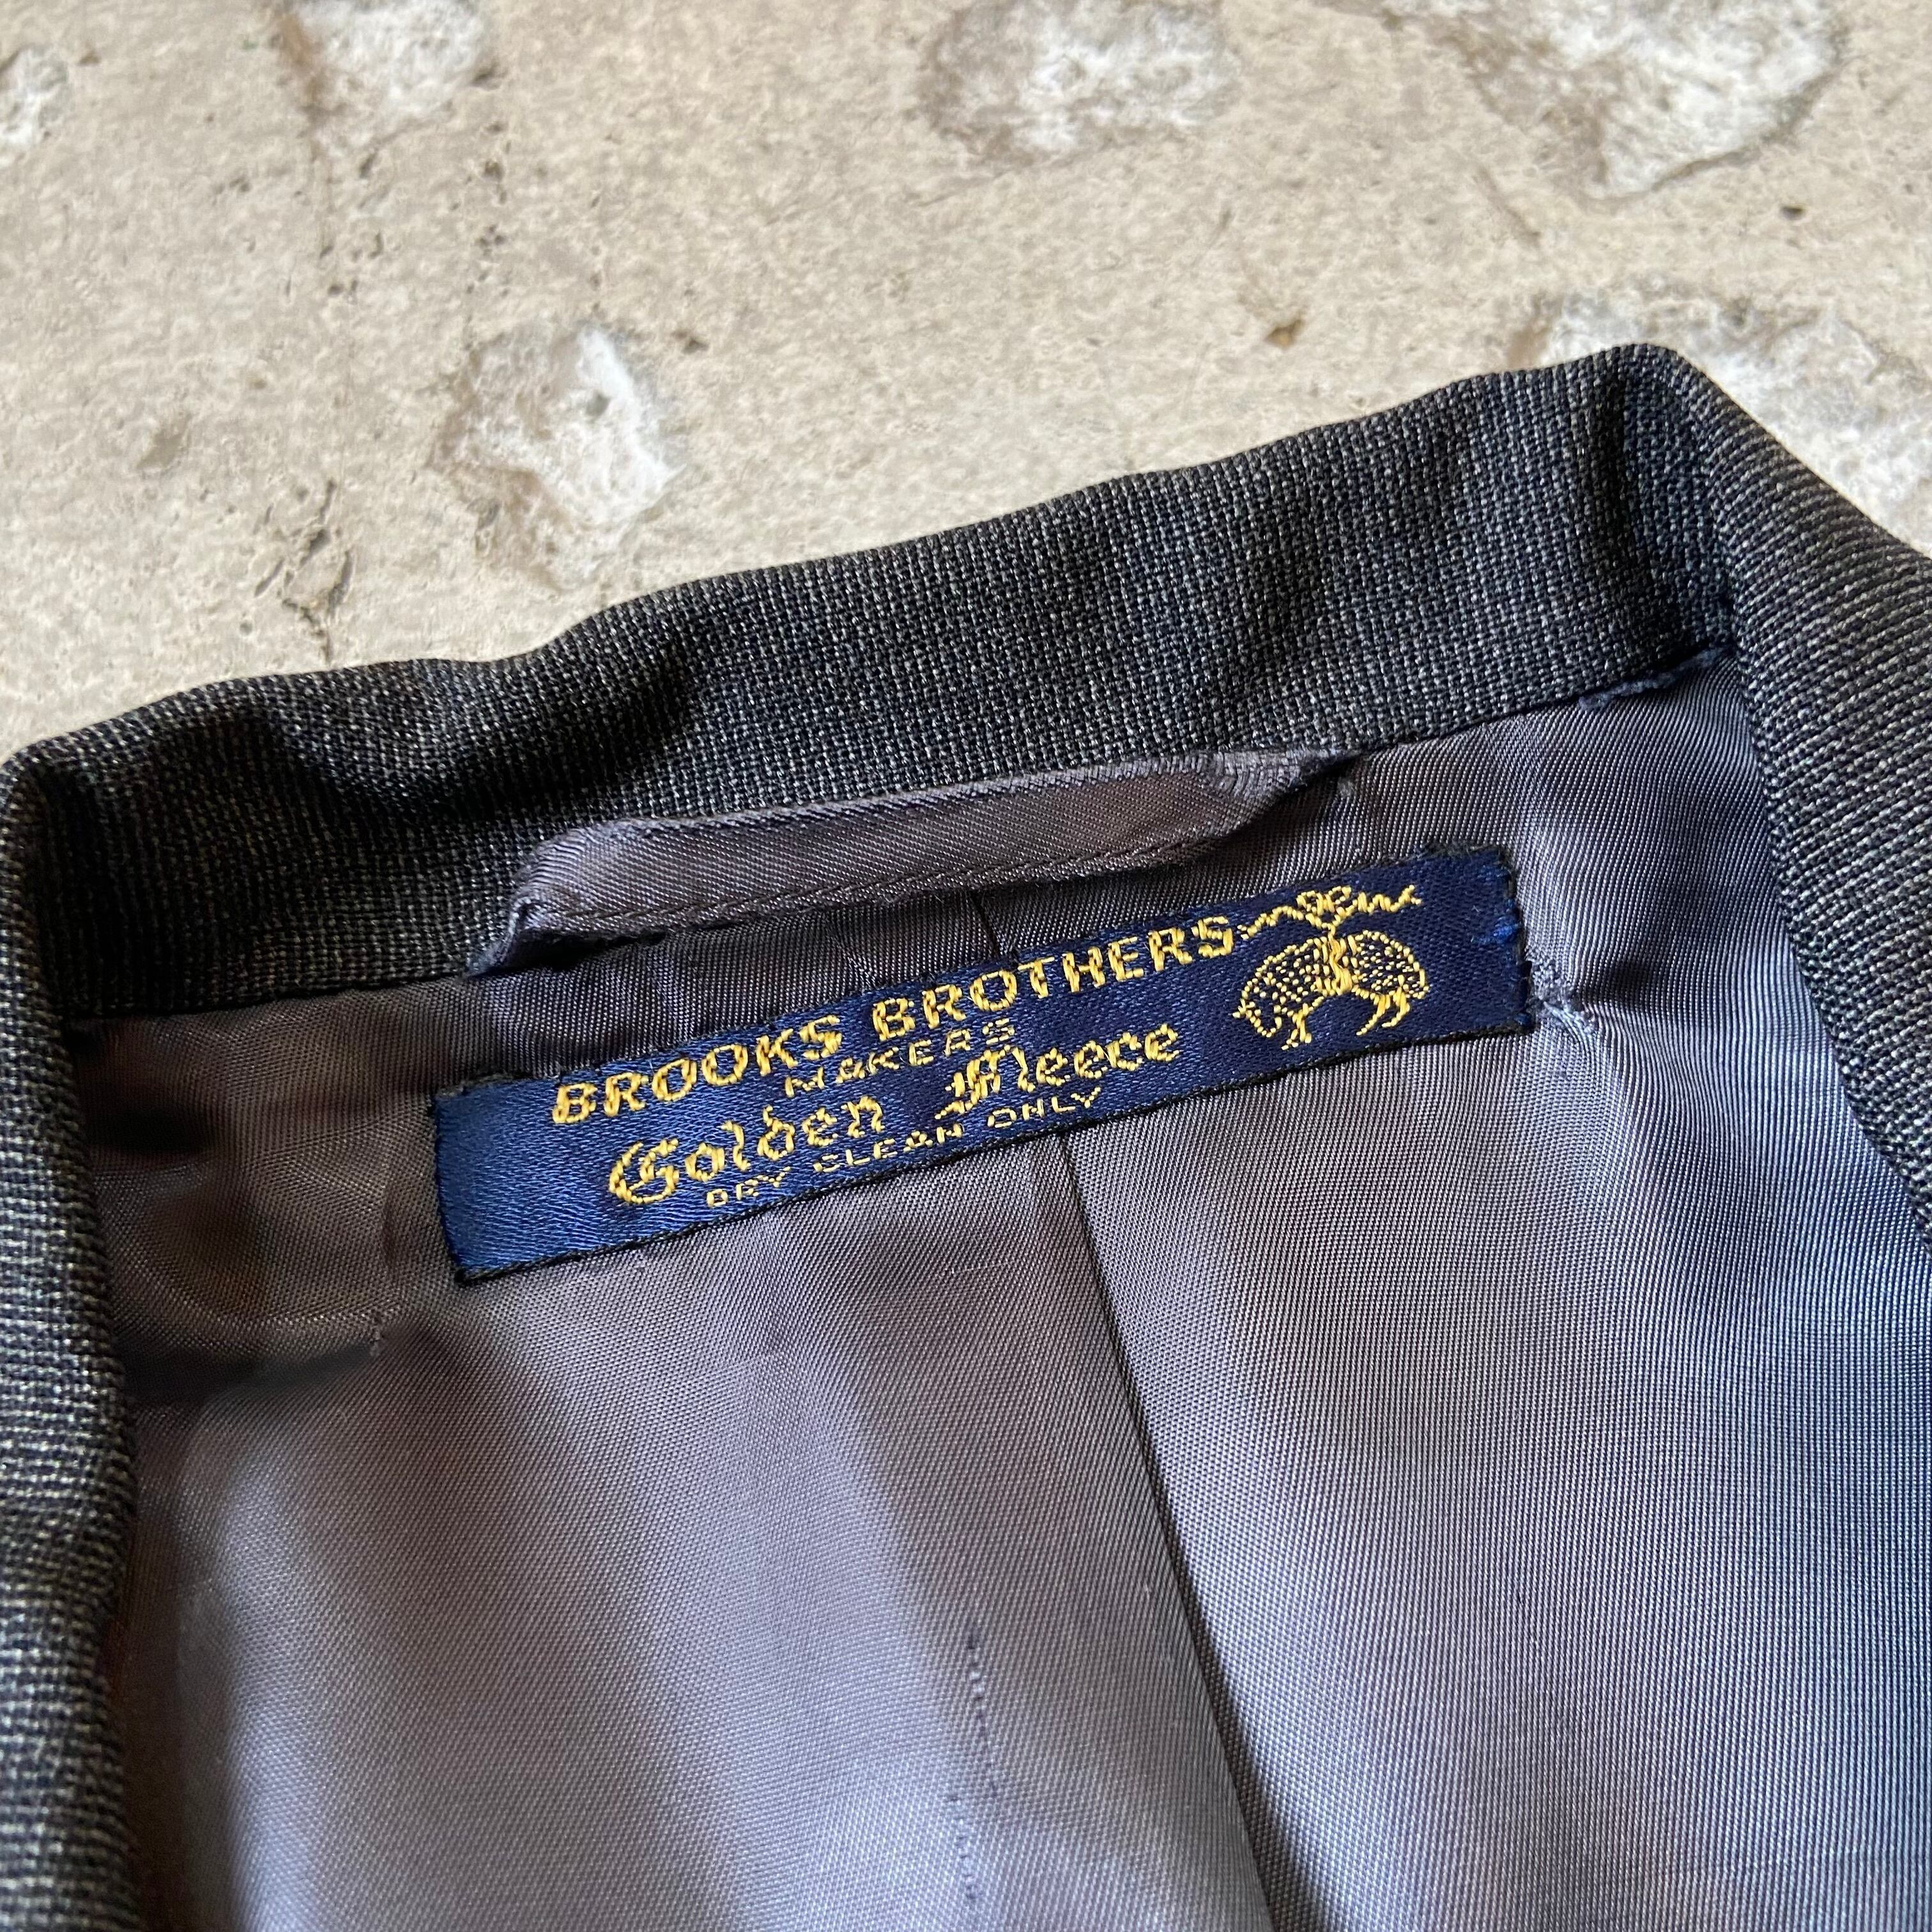 BROOKS BROTHERS
MAKERS
Golden Fleece
DRY CLEAN ONLY